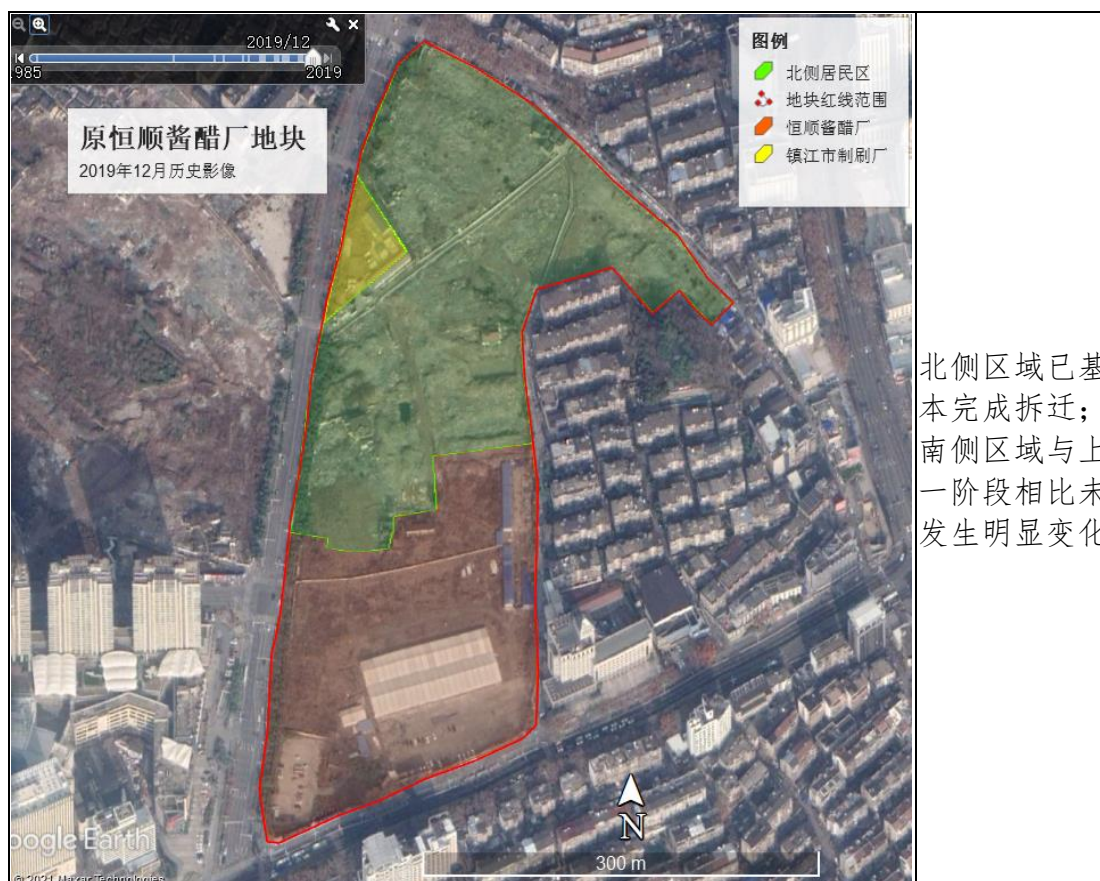 2019/12
1985
2019
原恒顺酱醋厂地块
2019年12月历史影像
图例
北侧居民区
地块红线范围
恒顺酱醋厂
镇江市制刷厂
北侧区域已基
本完成拆迁；
南侧区域与上
一阶段相比未
发生明显变化
N
300 m
oogle Earth
© 2021 Maxar Technologies